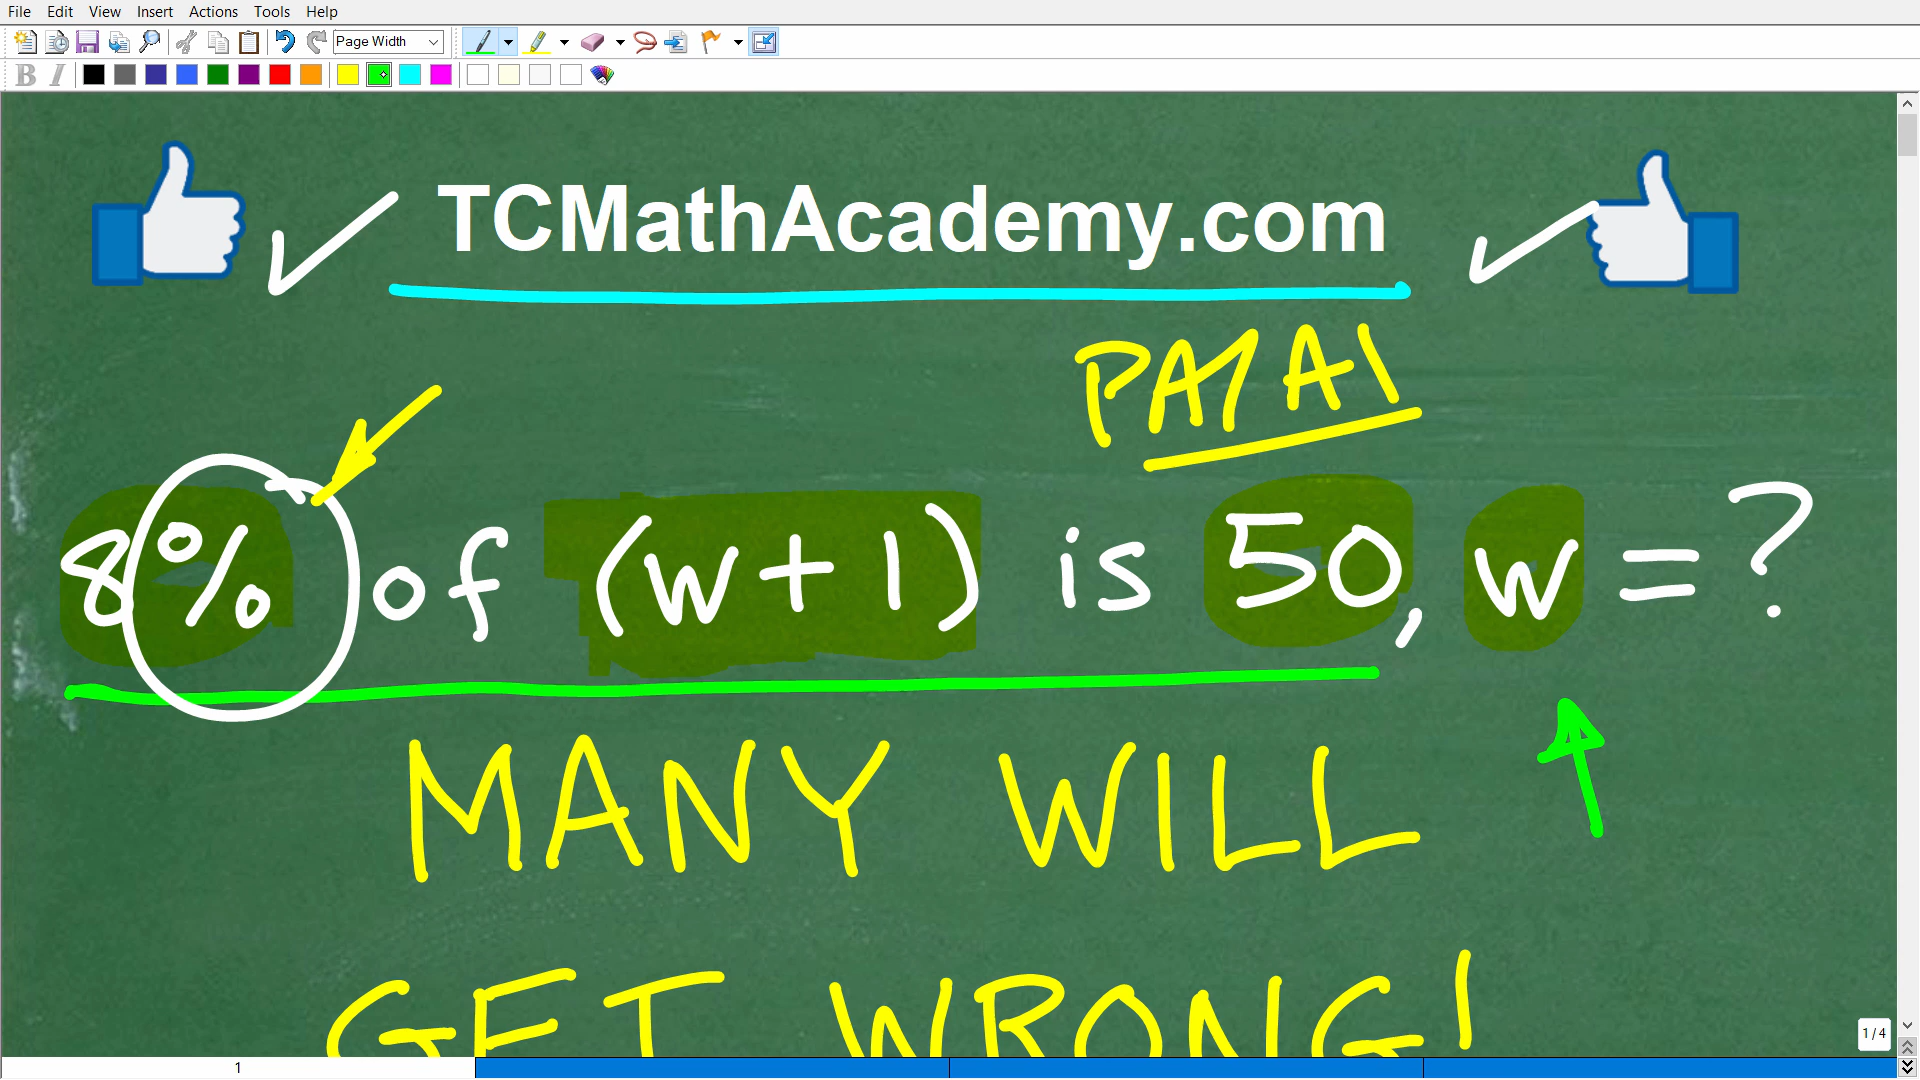 File Edit View Insert Actions Tools Help
Page Width
B I
TCMathAcademy.com
8% of (w+1) is 50, w = ?
MANY WILL
GET WRONG!
1 / 4
1